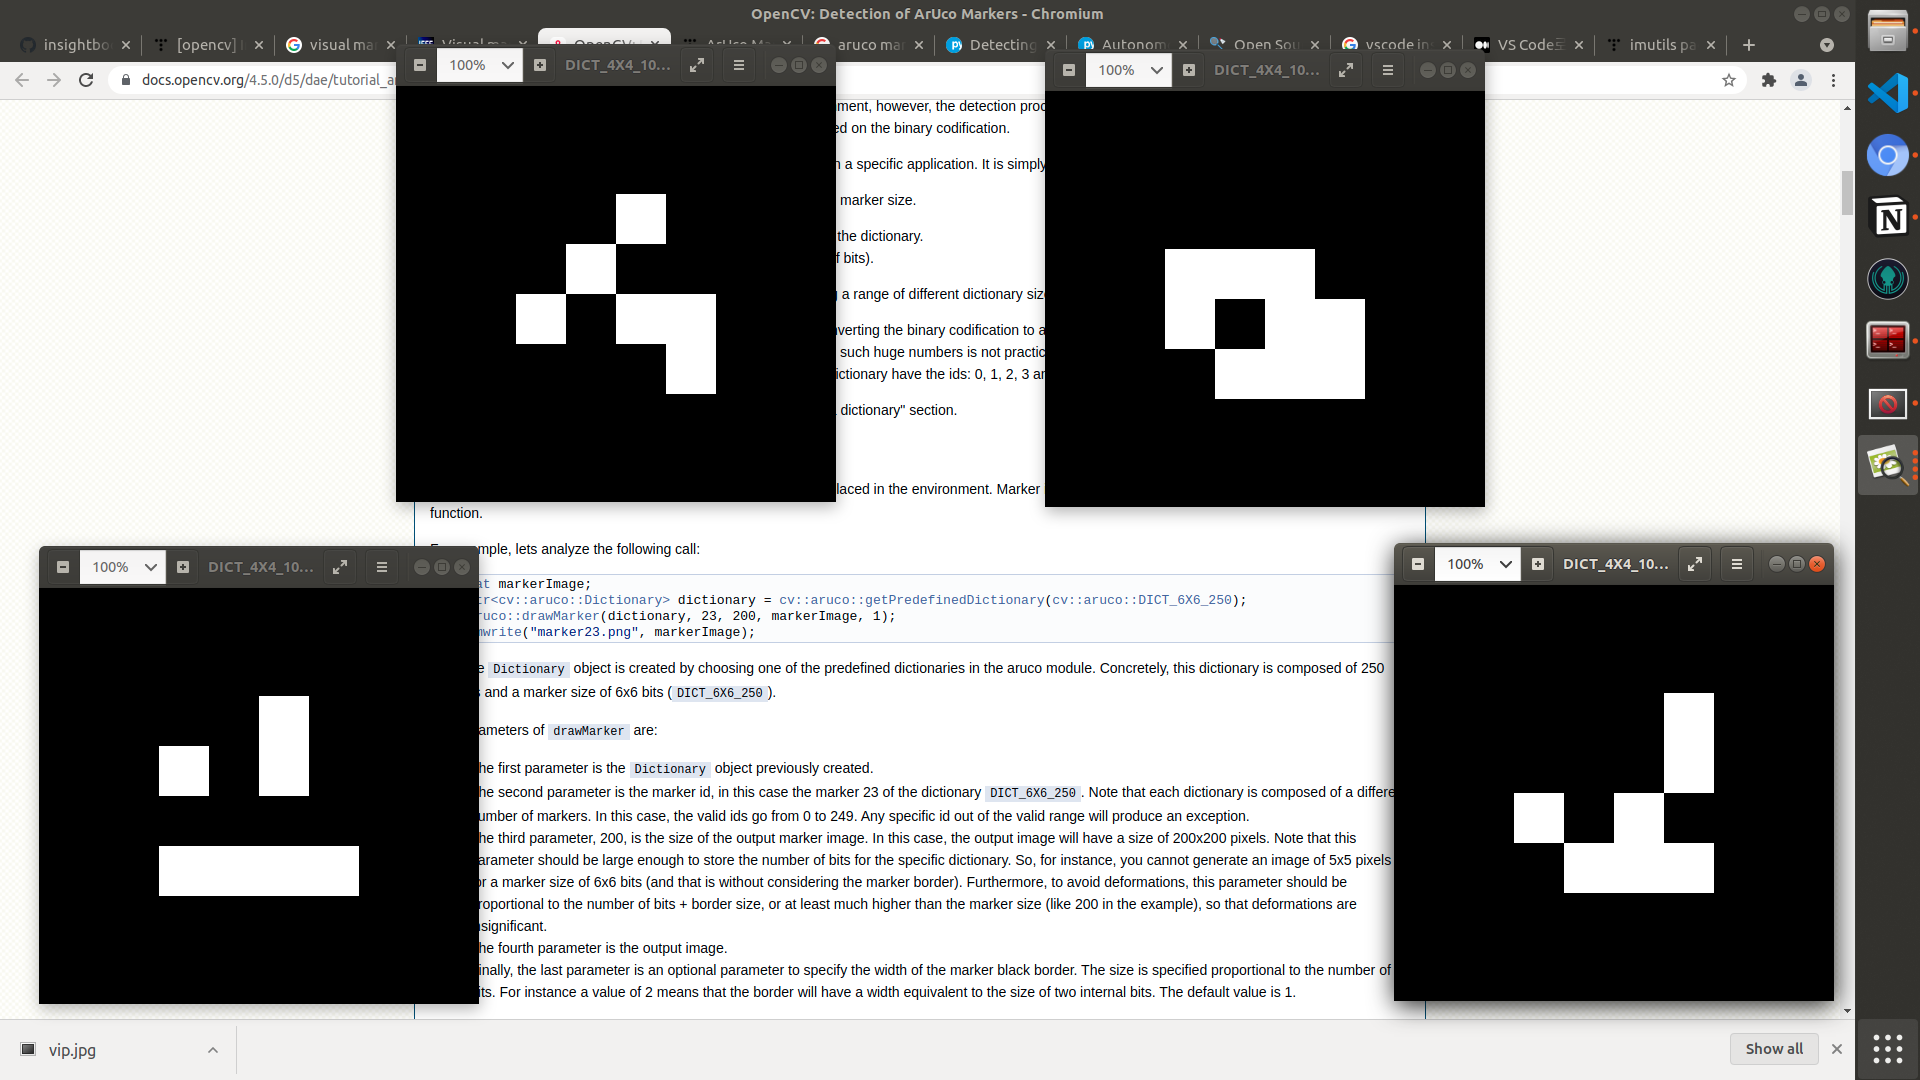 OpenCV: Detection of ArUco Markers - Chromium
insightbo
[opencv]
visual ma
ArUco Ma
aruco mar
Detecting
Autonom
Open Sou
vscode in
VS Code
imutils pa
docs.opencv.org/4.5.0/d5/dae/tutorial_a
100%
DICT_4X4_10...
100%
DICT_4X4_10...
ment, however, the detection proc
ed on the binary codification.
n a specific application. It is simply
marker size.
the dictionary.
f bits).
g a range of different dictionary size
nverting the binary codification to a
such huge numbers is not practic
ictionary have the ids: 0, 1, 2, 3 an
dictionary" section.
laced in the environment. Marker
function.
mple, lets analyze the following call:
at markerImage;
tr<cv::aruco::Dictionary> dictionary = cv::aruco::getPredefinedDictionary(cv::aruco::DICT_6X6_250);
ruco::drawMarker(dictionary, 23, 200, markerImage, 1);
mwrite("marker23.png", markerImage);
e Dictionary object is created by choosing one of the predefined dictionaries in the aruco module. Concretely, this dictionary is composed of 250
s and a marker size of 6x6 bits ( DICT_6X6_250 ).
ameters of drawMarker are:
he first parameter is the Dictionary object previously created.
he second parameter is the marker id, in this case the marker 23 of the dictionary DICT_6X6_250 . Note that each dictionary is composed of a differe
umber of markers. In this case, the valid ids go from 0 to 249. Any specific id out of the valid range will produce an exception.
he third parameter, 200, is the size of the output marker image. In this case, the output image will have a size of 200x200 pixels. Note that this
arameter should be large enough to store the number of bits for the specific dictionary. So, for instance, you cannot generate an image of 5x5 pixels
or a marker size of 6x6 bits (and that is without considering the marker border). Furthermore, to avoid deformations, this parameter should be
roportional to the number of bits + border size, or at least much higher than the marker size (like 200 in the example), so that deformations are
nsignificant.
he fourth parameter is the output image.
inally, the last parameter is an optional parameter to specify the width of the marker black border. The size is specified proportional to the number of
its. For instance a value of 2 means that the border will have a width equivalent to the size of two internal bits. The default value is 1.
100%
DICT_4X4_10...
100%
DICT_4X4_10...
vip.jpg
Show all